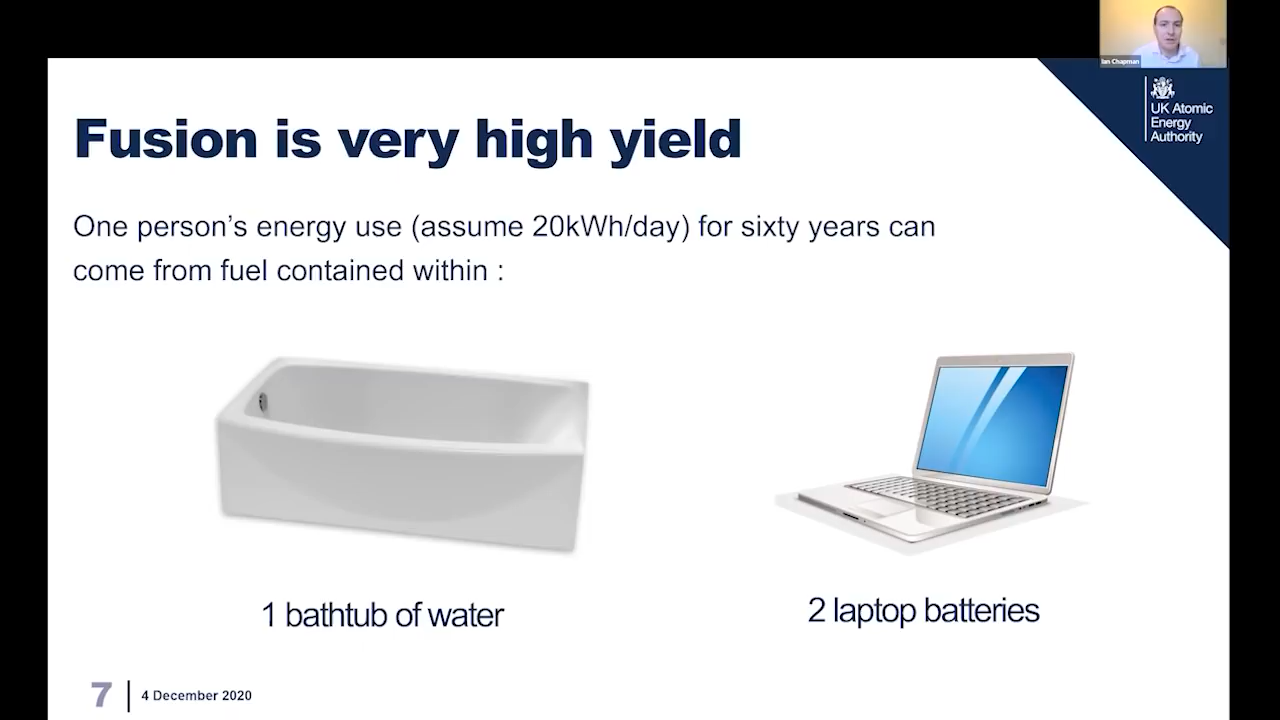 Ian Chapman
UK Atomic
Energy
Authority
Fusion is very high yield
One person’s energy use (assume 20kWh/day) for sixty years can
come from fuel contained within :
1 bathtub of water
2 laptop batteries
7
4 December 2020